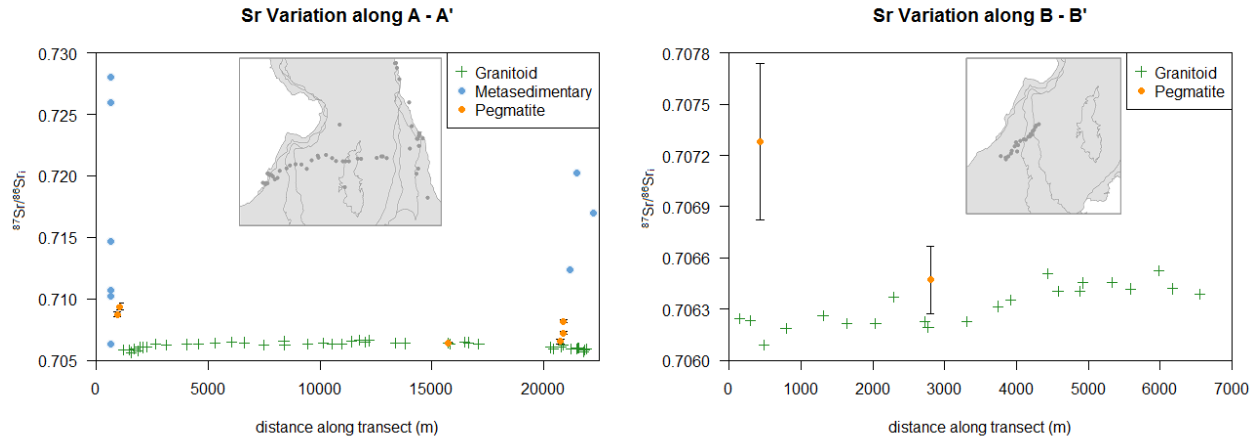 Sr Variation along A - A'
0.730
0.725
0.720
0.715
0.710
0.705
⁸⁷Sr/⁸⁶Srᵢ
Granitoid
Metasedimentary
Pegmatite
0
5000
10000
15000
20000
distance along transect (m)
Sr Variation along B - B'
0.7078
0.7075
0.7072
0.7069
0.7066
0.7063
0.7060
⁸⁷Sr/⁸⁶Srᵢ
Granitoid
Pegmatite
0
1000
2000
3000
4000
5000
6000
7000
distance along transect (m)